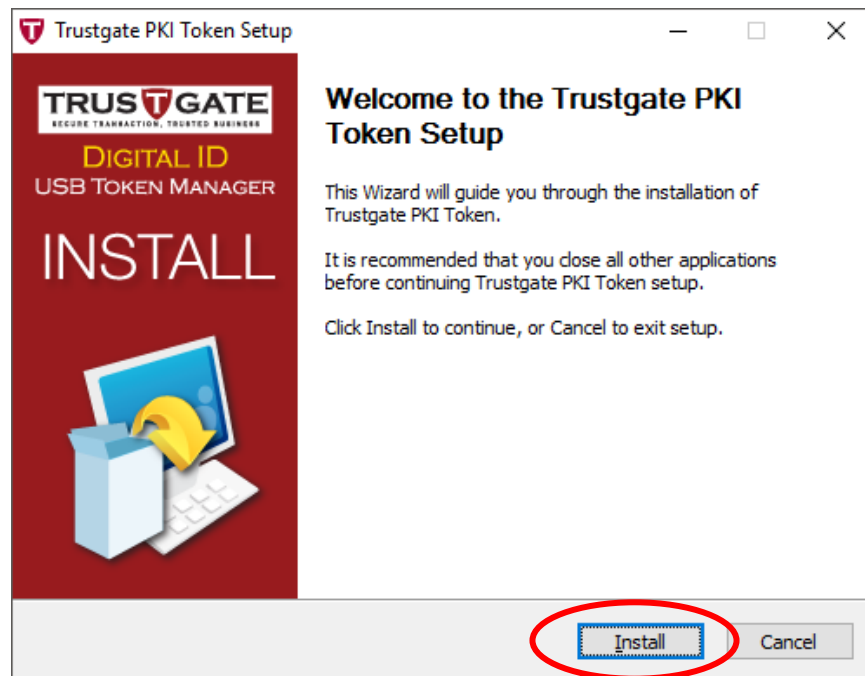 Trustgate PKI Token Setup
TRUSTGATE
SECURE TRANSACTION, TRUSTED BUSINESS
DIGITAL ID
USB TOKEN MANAGER
INSTALL
Welcome to the Trustgate PKI
Token Setup
This Wizard will guide you through the installation of
Trustgate PKI Token.
It is recommended that you close all other applications
before continuing Trustgate PKI Token setup.
Click Install to continue, or Cancel to exit setup.
Install
Cancel